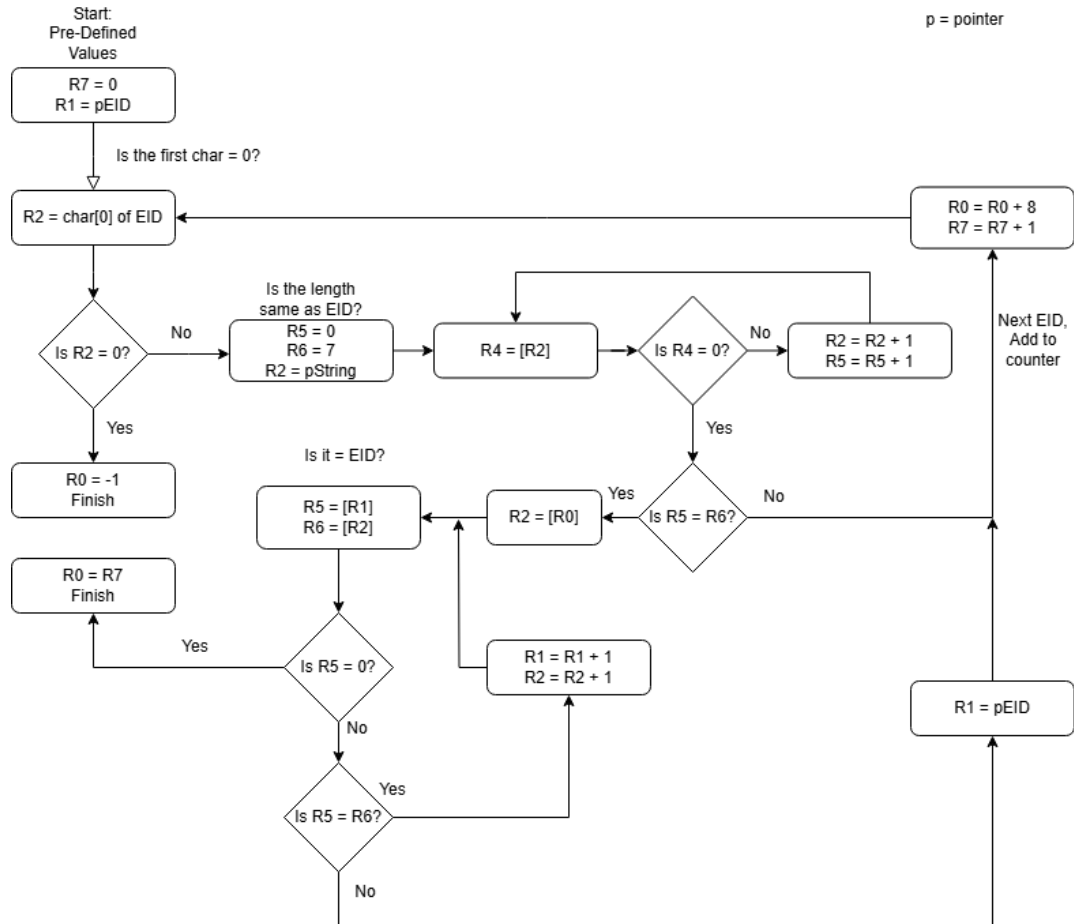 Start:
Pre-Defined
Values
p = pointer
R7 = 0
R1 = pEID
Is the first char = 0?
R2 = char[0] of EID
R0 = R0 + 8
R7 = R7 + 1
Is R2 = 0?
No
Is the length
same as EID?
R5 = 0
R6 = 7
R2 = pString
R4 = [R2]
Is R4 = 0?
No
R2 = R2 + 1
R5 = R5 + 1
Next EID,
Add to
counter
Yes
Yes
R0 = -1
Finish
Is it = EID?
R5 = [R1]
R6 = [R2]
R2 = [R0]
Yes
Is R5 = R6?
No
R0 = R7
Finish
Yes
Is R5 = 0?
R1 = R1 + 1
R2 = R2 + 1
R1 = pEID
No
Is R5 = R6?
Yes
No